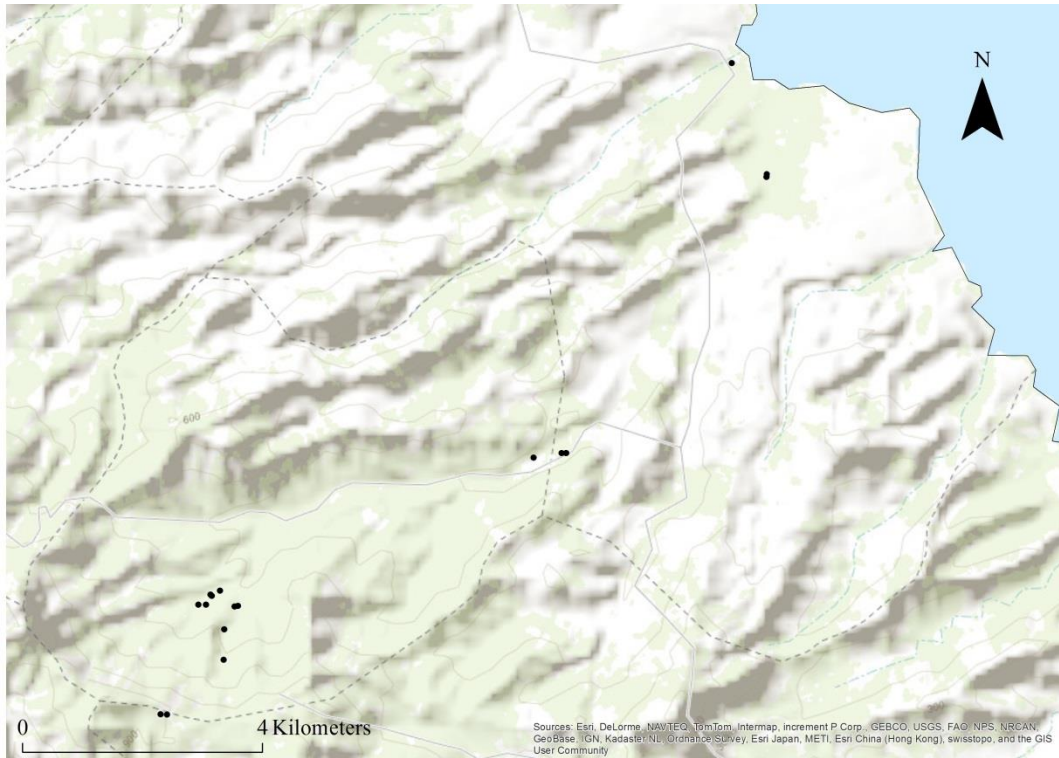 N
600
0
4 Kilometers
Sources: Esri, DeLorme, NAVTEQ, TomTom, Intermap, increment P Corp., GEBCO, USGS, FAO, NPS, NRCAN,
GeoBase, IGN, Kadaster NL, Ordnance Survey, Esri Japan, METI, Esri China (Hong Kong), swisstopo, and the GIS
User Community